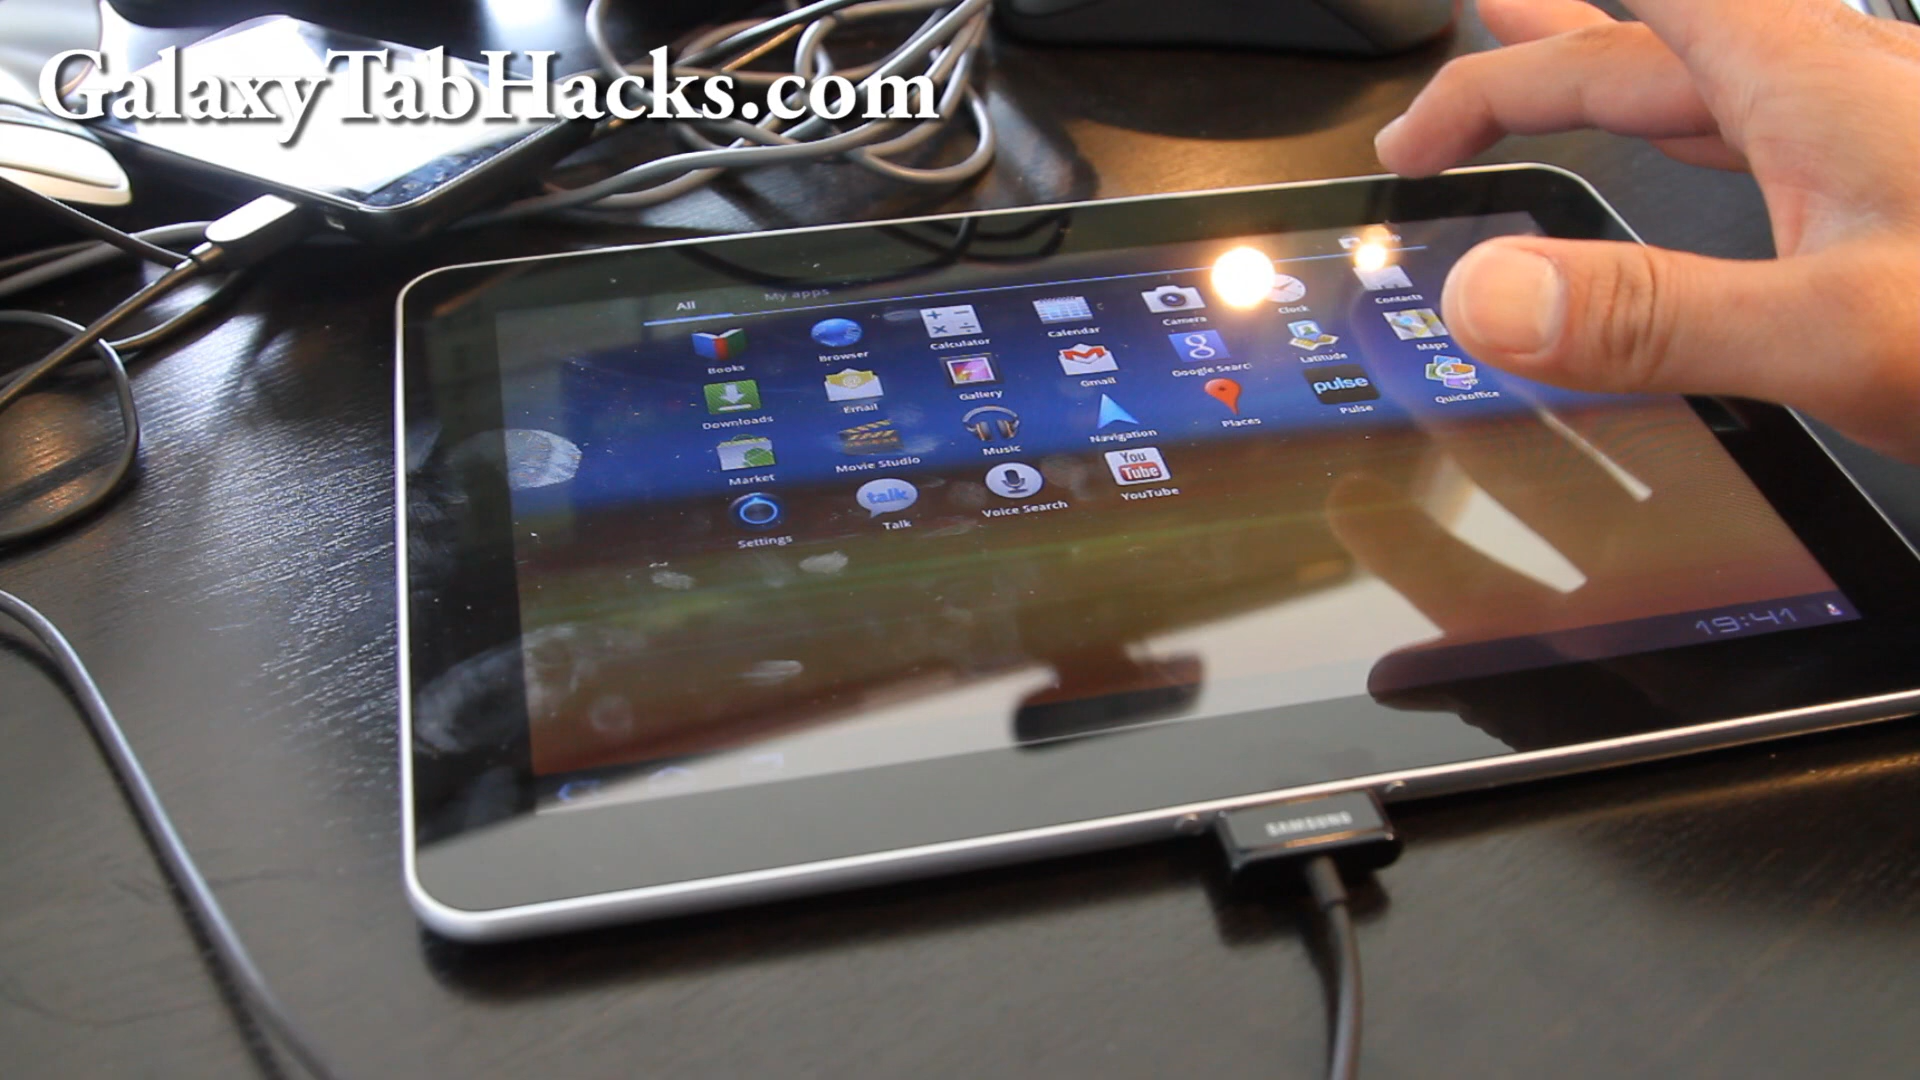 GalaxyTabHacks.com
All My apps
Books Browser Calculator Calendar Camera Clock Contacts
Downloads Email Gallery Gmail Google Searc Latitude Maps
Market Movie Studio Music Navigation Places Pulse Quickoffice
Settings Talk Voice Search YouTube
talk
pulse
You
Tube
19:41
SAMSUNG